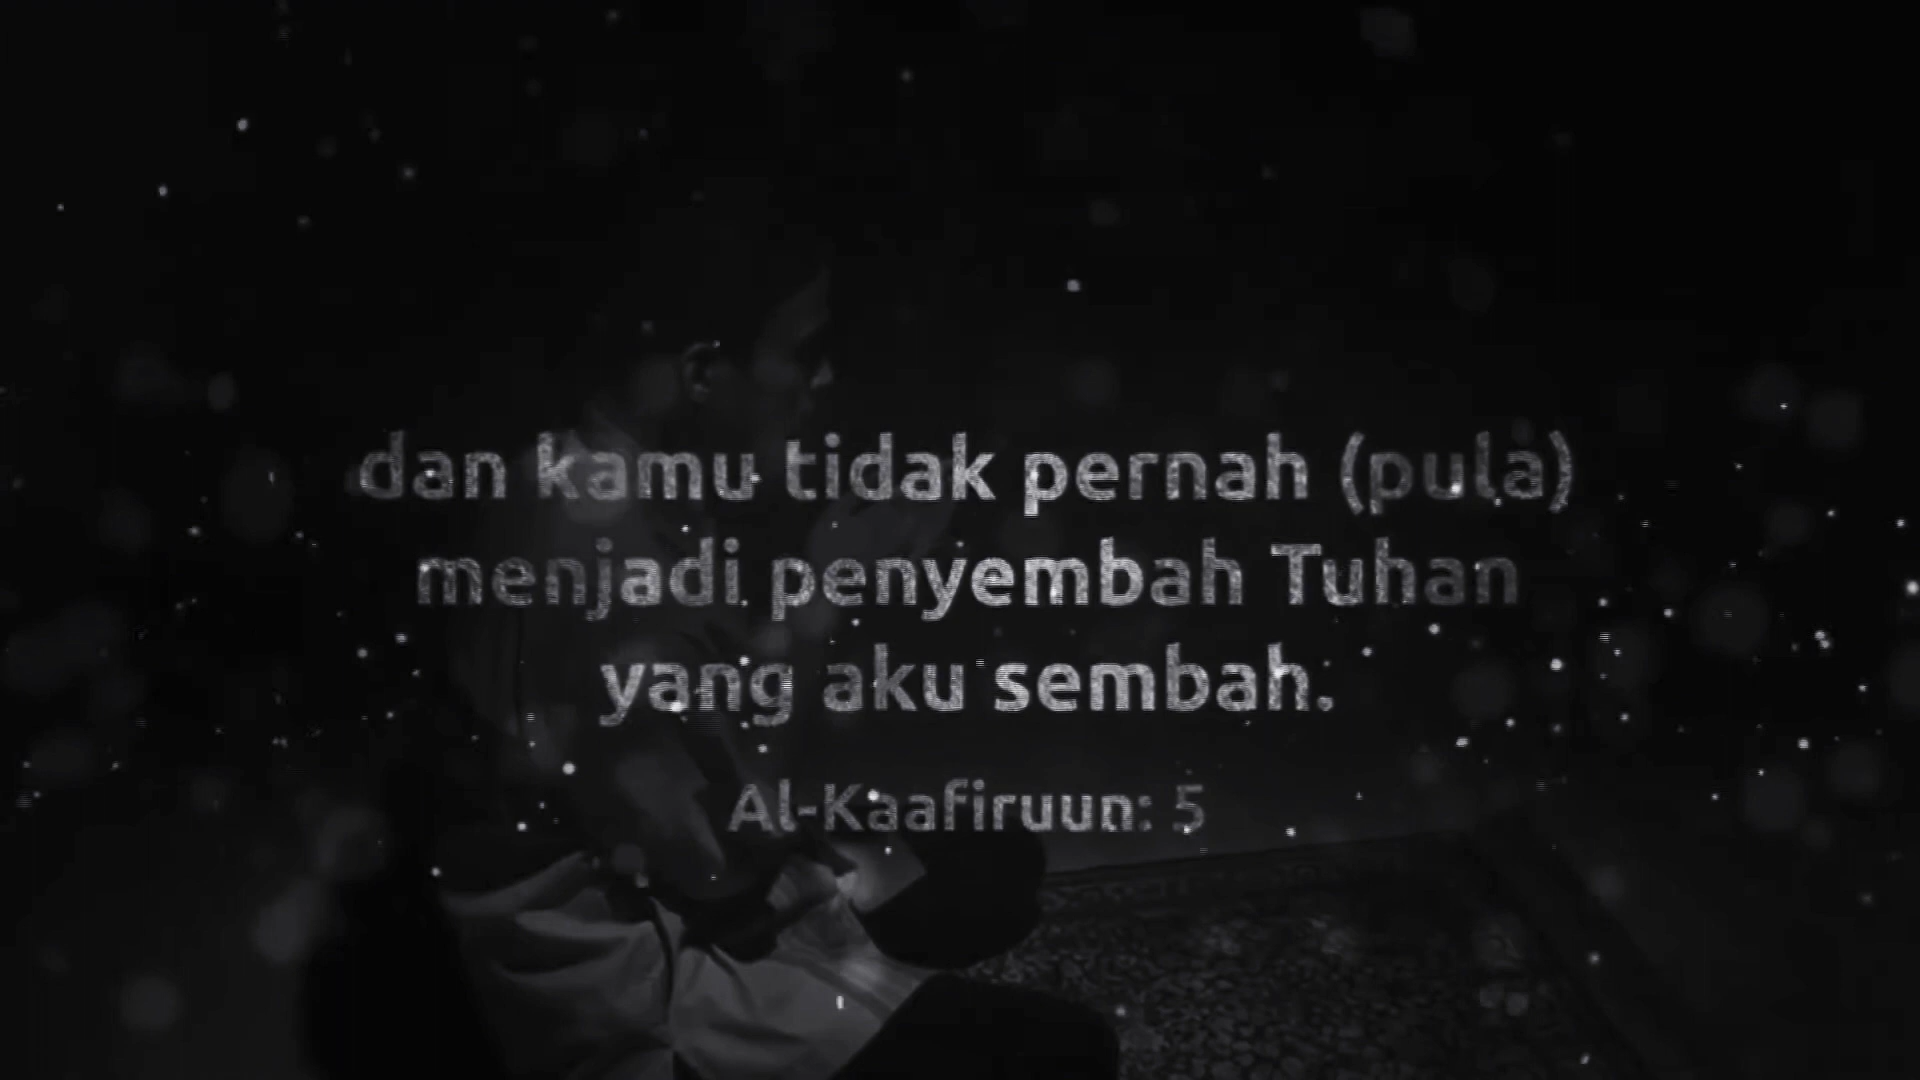 dan kamu tidak pernah (pula)
menjadi penyembah Tuhan
yang aku sembah.
Al-Kaafiruun: 5